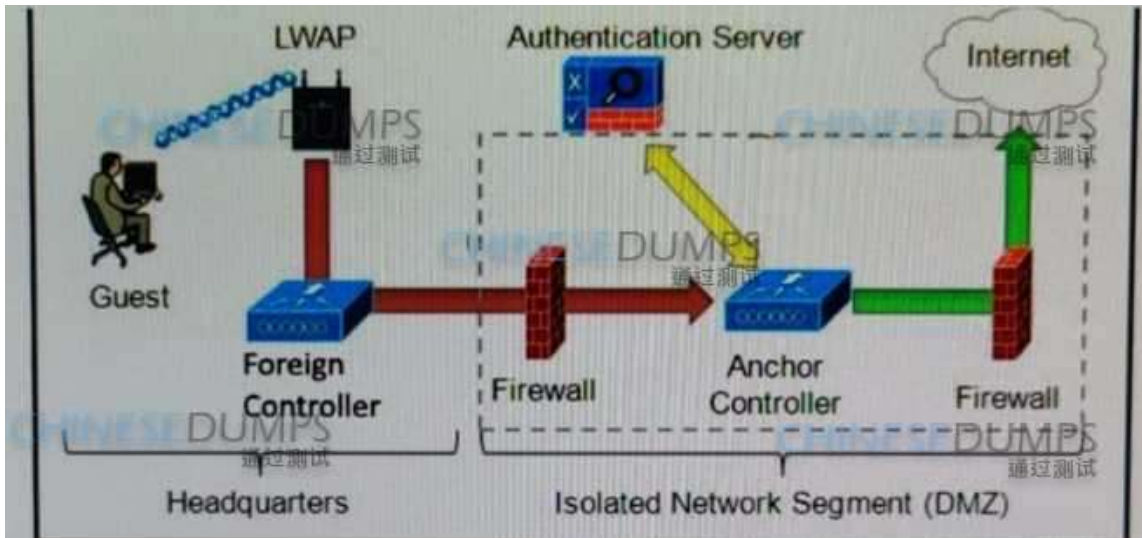 LWAP
Authentication Server
Internet
CHINESEDUMPS
通过测试
CHINESEDUMPS
通过测试
CHINESEDUMPS
通过测试
Guest
Foreign
Controller
Firewall
Anchor
Controller
Firewall
CHINESEDUMPS
通过测试
CHINESEDUMPS
通过测试
Headquarters
Isolated Network Segment (DMZ)